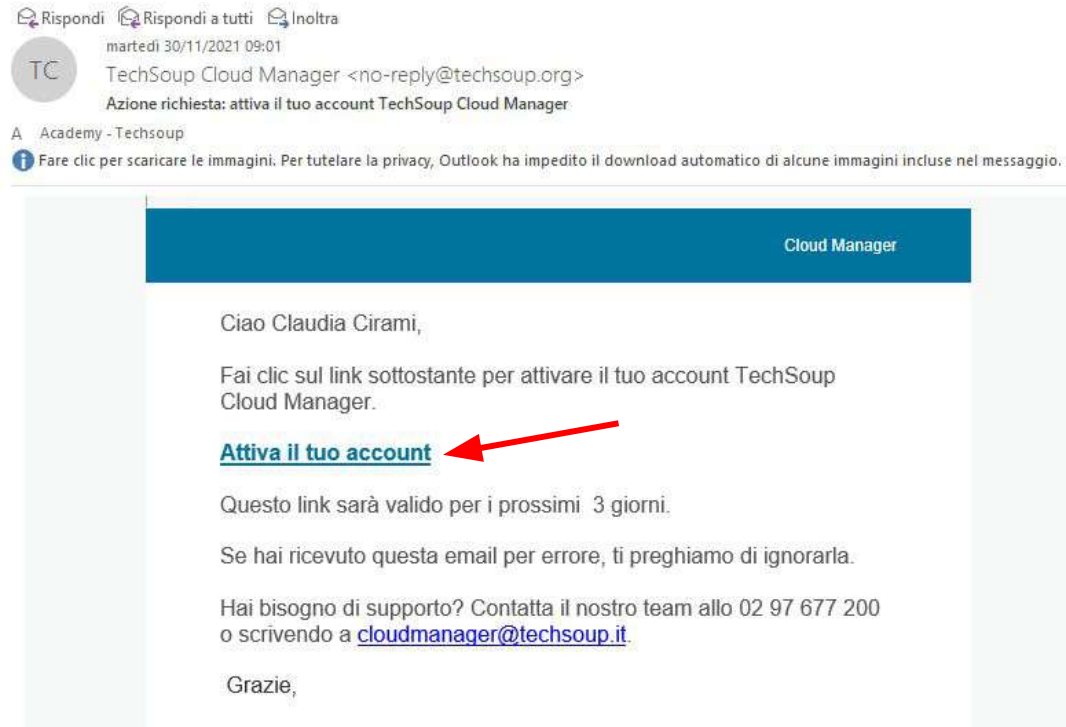 Rispondi Rispondi a tutti Inoltra
martedì 30/11/2021 09:01
TC
TechSoup Cloud Manager <no-reply@techsoup.org>
Azione richiesta: attiva il tuo account TechSoup Cloud Manager
A Academy - Techsoup
Fare clic per scaricare le immagini. Per tutelare la privacy, Outlook ha impedito il download automatico di alcune immagini incluse nel messaggio.
Cloud Manager
Ciao Claudia Cirami,
Fai clic sul link sottostante per attivare il tuo account TechSoup
Cloud Manager.
Attiva il tuo account
Questo link sarà valido per i prossimi 3 giorni.
Se hai ricevuto questa email per errore, ti preghiamo di ignorarla.
Hai bisogno di supporto? Contatta il nostro team allo 02 97 677 200
o scrivendo a cloudmanager@techsoup.it.
Grazie,